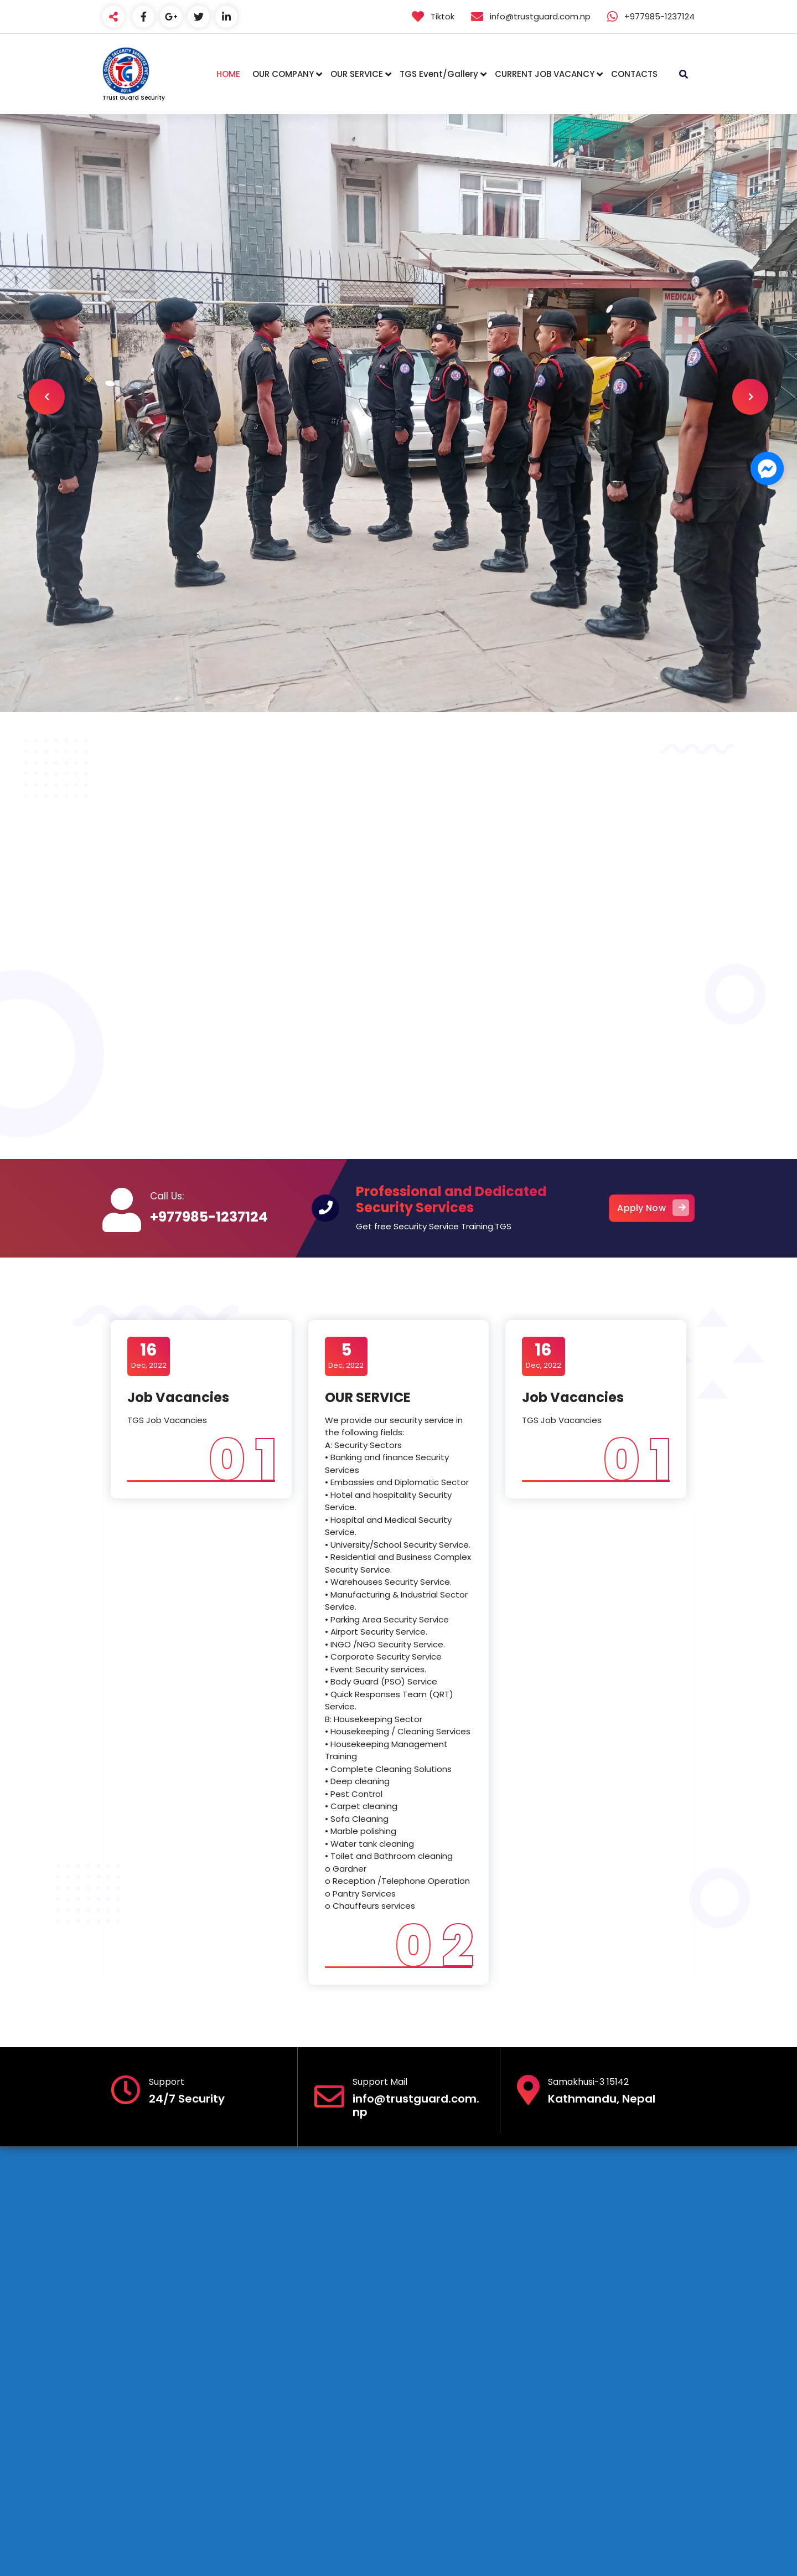 Tiktok
info@trustguard.com.np
+977985-1237124
Trust Guard Security
HOME
OUR COMPANY
OUR SERVICE
TGS Event/Gallery
CURRENT JOB VACANCY
CONTACTS
MEDICAL
Call Us:
+977985-1237124
Professional and Dedicated
Security Services
Get free Security Service Training.TGS
Apply Now
16
Dec, 2022
Job Vacancies
TGS Job Vacancies
01
5
Dec, 2022
OUR SERVICE
We provide our security service in
the following fields:
A: Security Sectors
• Banking and finance Security
Services
• Embassies and Diplomatic Sector
• Hotel and hospitality Security
Service.
• Hospital and Medical Security
Service.
• University/School Security Service.
• Residential and Business Complex
Security Service.
• Warehouses Security Service.
• Manufacturing & Industrial Sector
Service.
• Parking Area Security Service
• Airport Security Service.
• INGO /NGO Security Service.
• Corporate Security Service
• Event Security services.
• Body Guard (PSO) Service
• Quick Responses Team (QRT)
Service.
B: Housekeeping Sector
• Housekeeping / Cleaning Services
• Housekeeping Management
Training
• Complete Cleaning Solutions
• Deep cleaning
• Pest Control
• Carpet cleaning
• Sofa Cleaning
• Marble polishing
• Water tank cleaning
• Toilet and Bathroom cleaning
o Gardner
o Reception /Telephone Operation
o Pantry Services
o Chauffeurs services
02
16
Dec, 2022
Job Vacancies
TGS Job Vacancies
01
Support
24/7 Security
Support Mail
info@trustguard.com.
np
Samakhusi-3 15142
Kathmandu, Nepal